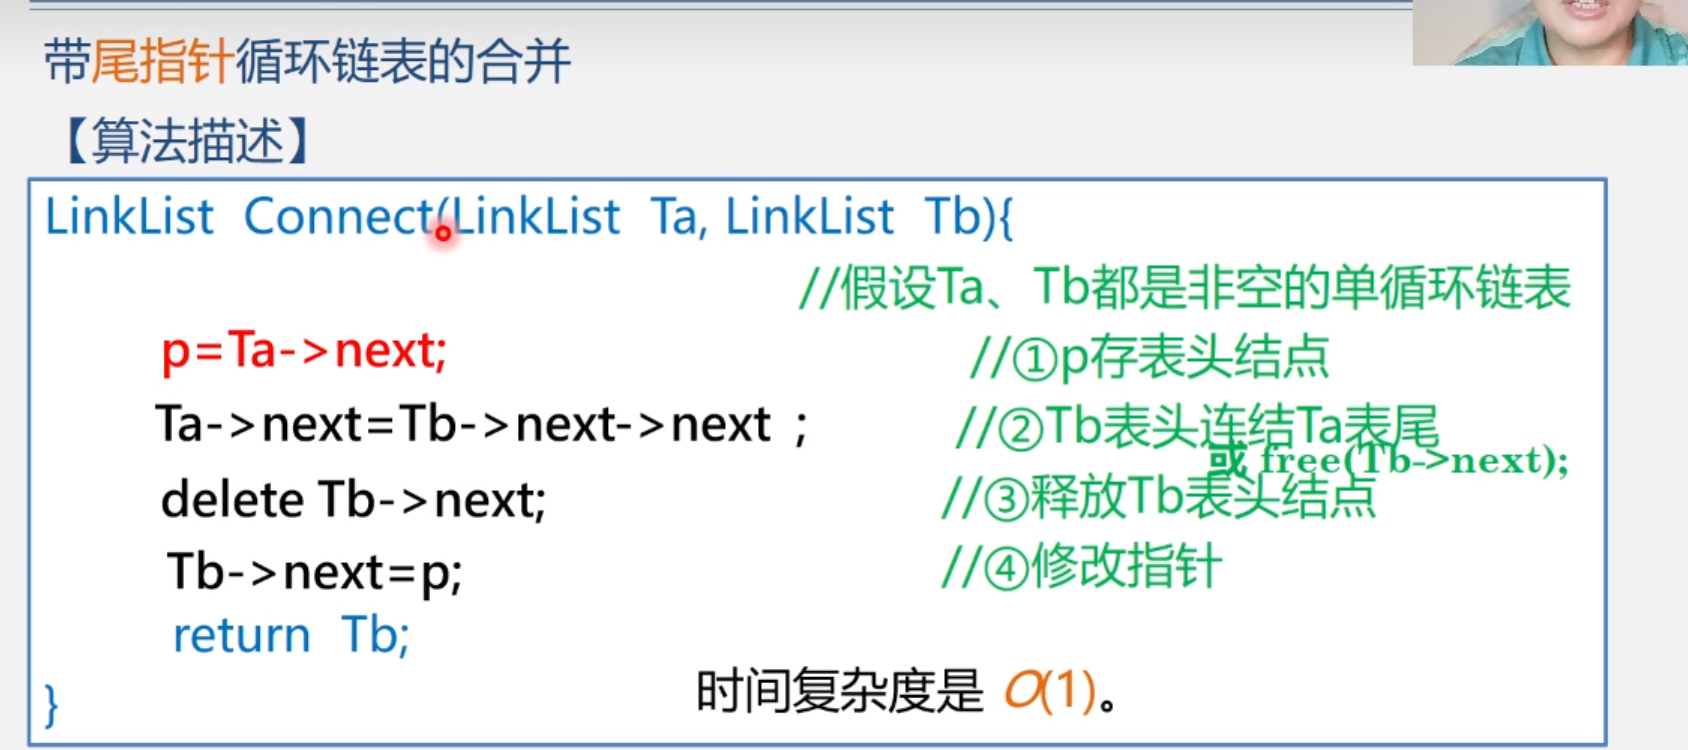 带尾指针循环链表的合并
【算法描述】
LinkList Connect(LinkList Ta, LinkList Tb){
//假设Ta、Tb都是非空的单循环链表
p=Ta->next; //①p存表头结点
Ta->next=Tb->next->next ; //②Tb表头连结Ta表尾
或 free(Tb->next);
delete Tb->next; //③释放Tb表头结点
Tb->next=p; //④修改指针
return Tb;
时间复杂度是 O(1)。
}